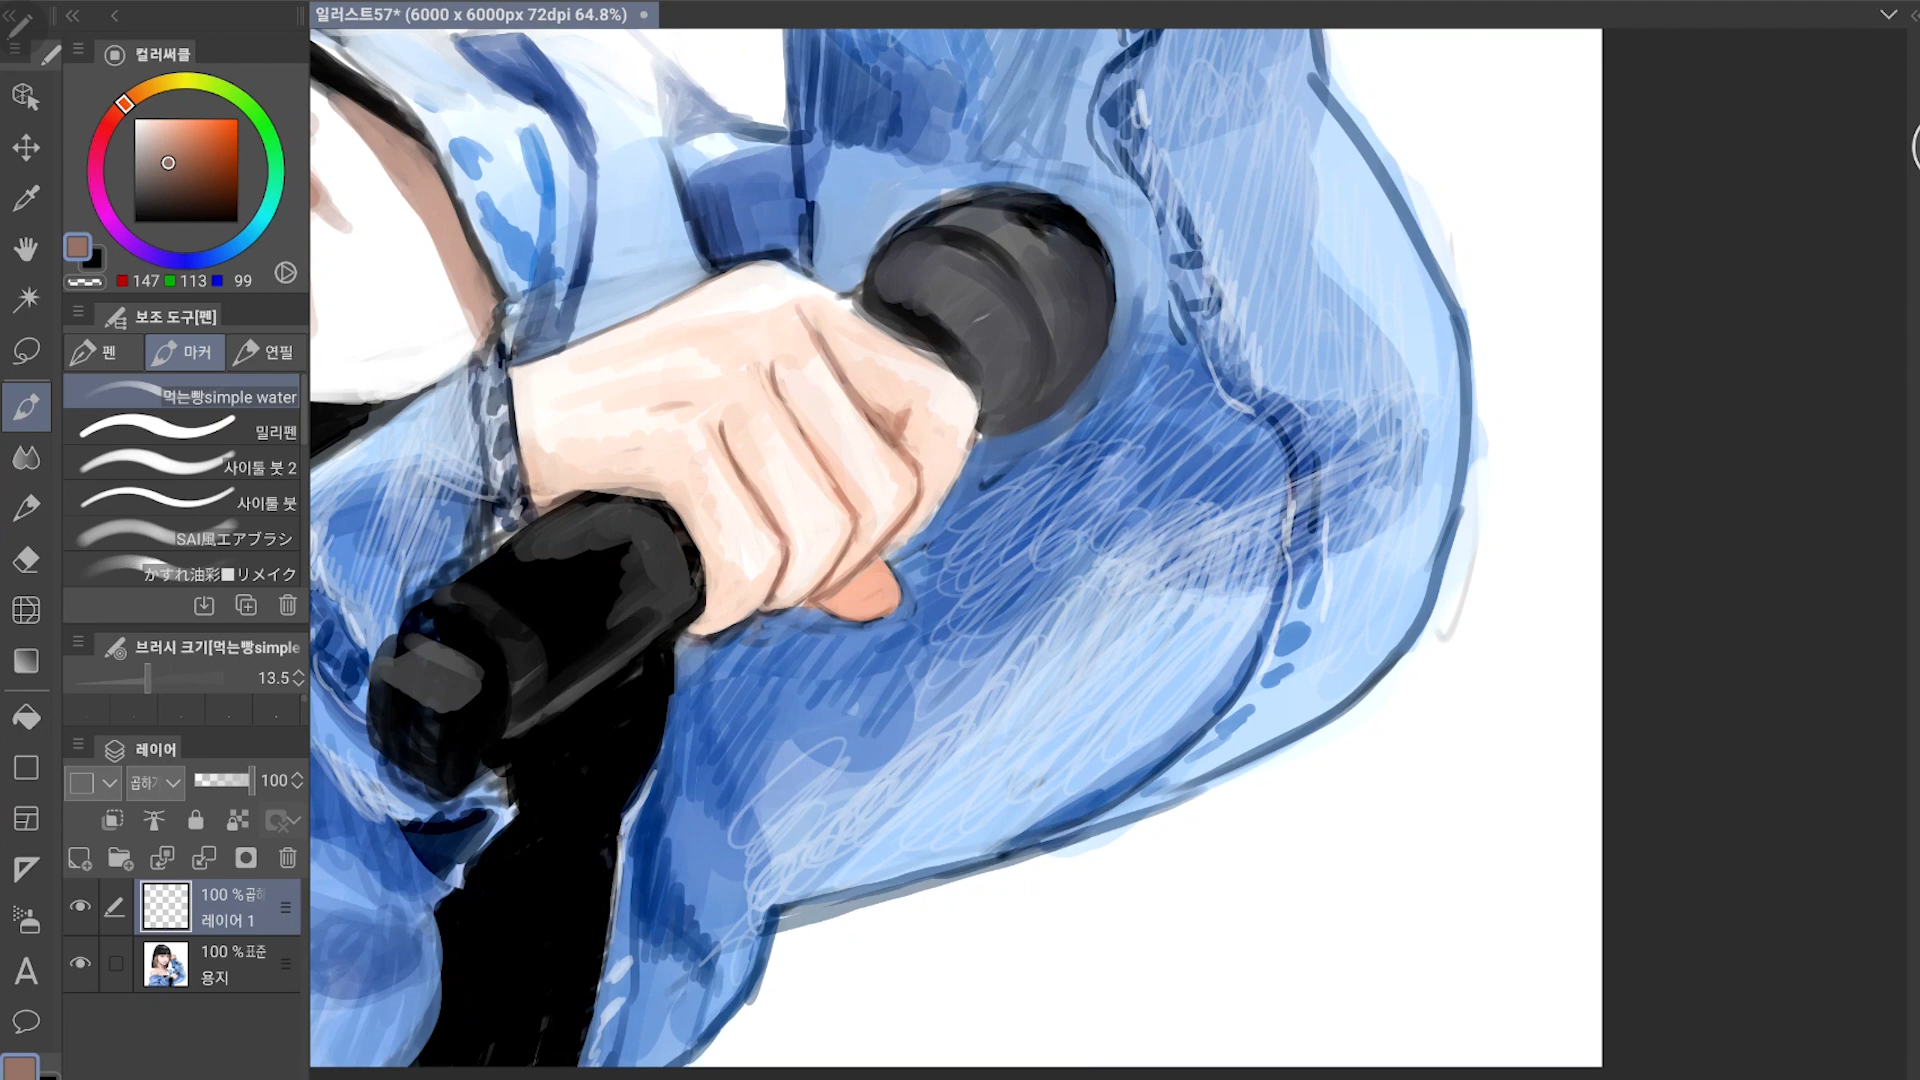 일러스트57* (6000 x 6000px 72dpi 64.8%)
컬러써클
147 113 99
보조 도구[펜]
펜 마커 연필
먹는빵simple water
밀리펜
사이툴 붓 2
사이툴 붓
SAI風エアブラシ
かすれ油彩■リメイク
브러시 크기[먹는빵simple
13.5
레이어
곱하기 100
100 %곱하
레이어 1
100 %표준
용지
A